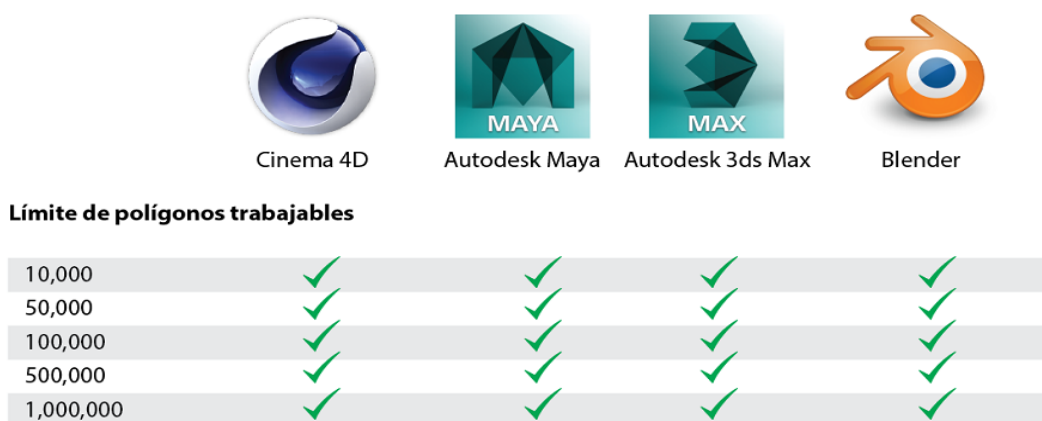 MAYA
MAX
Cinema 4D
Autodesk Maya
Autodesk 3ds Max
Blender
Límite de polígonos trabajables
10,000
50,000
100,000
500,000
1,000,000